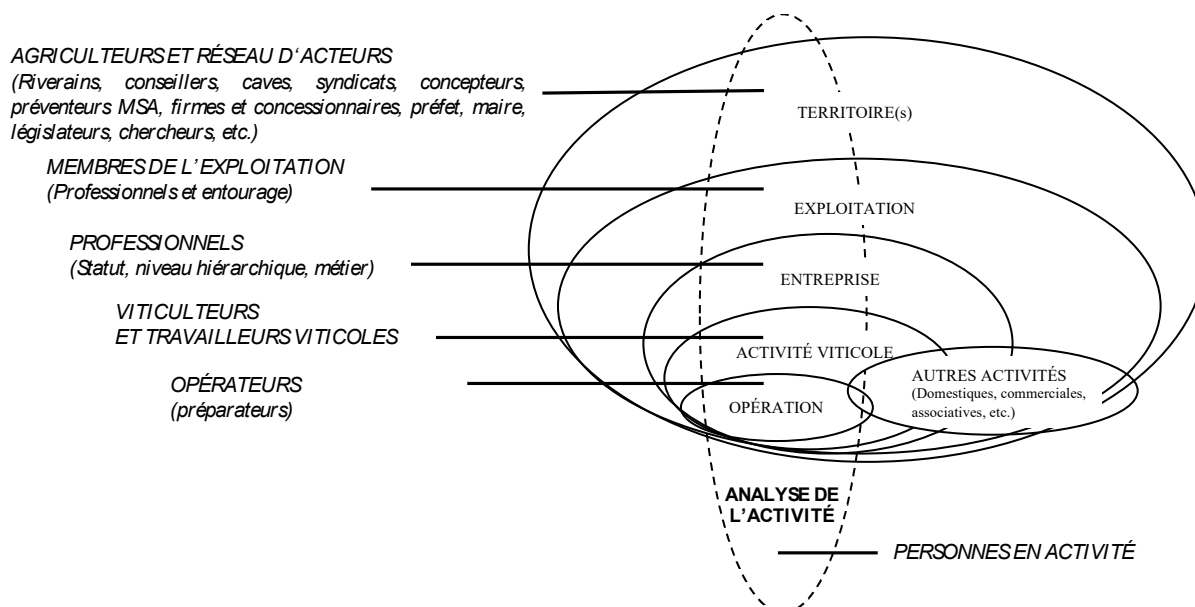 AGRICULTEURS ET RÉSEAU D'ACTEURS
(Riverains, conseillers, caves, syndicats, concepteurs,
préventeurs MSA, firmes et concessionnaires, préfet, maire,
législateurs, chercheurs, etc.)
TERRITOIRE(s)
MEMBRES DE L'EXPLOITATION
(Professionnels et entourage)
EXPLOITATION
PROFESSIONNELS
(Statut, niveau hiérarchique, métier)
ENTREPRISE
VITICULTEURS
ET TRAVAILLEURS VITICOLES
ACTIVITÉ VITICOLE
OPÉRATEURS
(préparateurs)
OPÉRATION
AUTRES ACTIVITÉS
(Domestiques, commerciales,
associatives, etc.)
ANALYSE DE
L'ACTIVITÉ
PERSONNES EN ACTIVITÉ